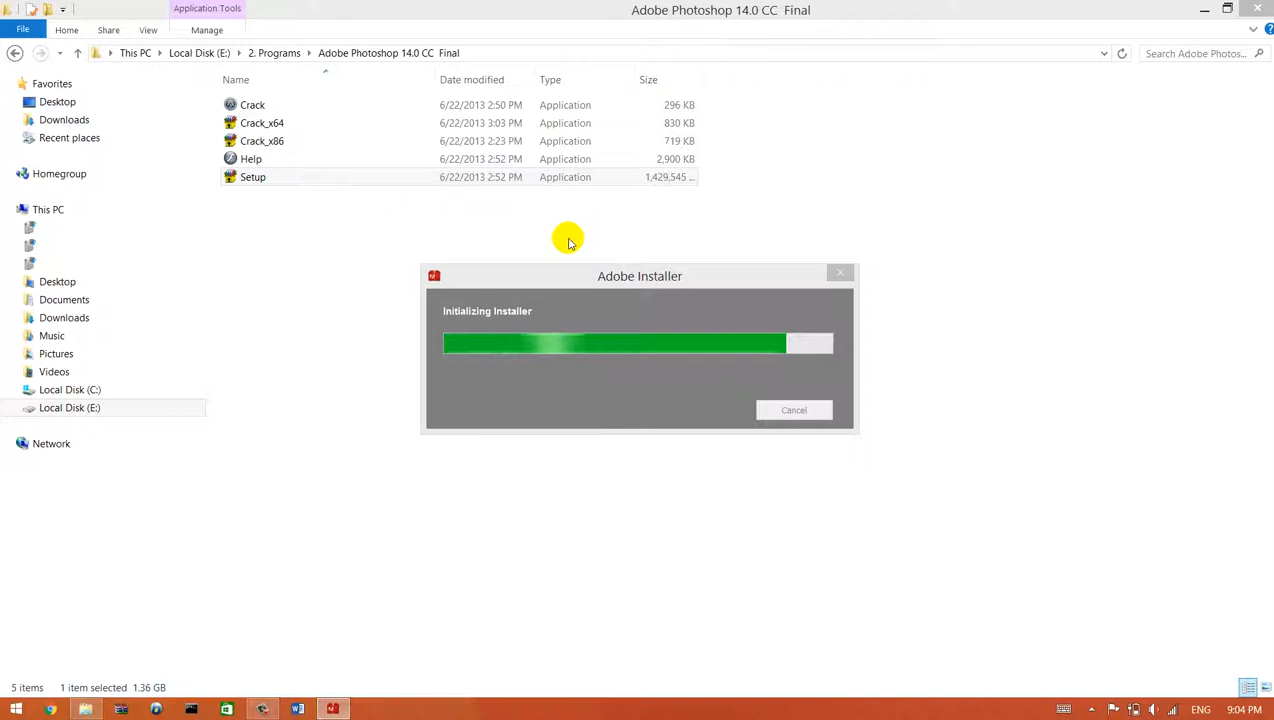 Application Tools
Adobe Photoshop 14.0 CC  Final
File
Home
Share
View
Manage
This PC
Local Disk (E:)
2. Programs
Adobe Photoshop 14.0 CC  Final
Search Adobe Photos...
Favorites
Desktop
Downloads
Recent places
Homegroup
This PC
Desktop
Documents
Downloads
Music
Pictures
Videos
Local Disk (C:)
Local Disk (E:)
Network
Name Date modified Type Size
Crack 6/22/2013 2:50 PM Application 296 KB
Crack_x64 6/22/2013 3:03 PM Application 830 KB
Crack_x86 6/22/2013 2:23 PM Application 719 KB
Help 6/22/2013 2:52 PM Application 2,900 KB
Setup 6/22/2013 2:52 PM Application 1,429,545 ...
Adobe Installer
Initializing Installer
Cancel
5 items 1 item selected 1.36 GB
ENG 9:04 PM